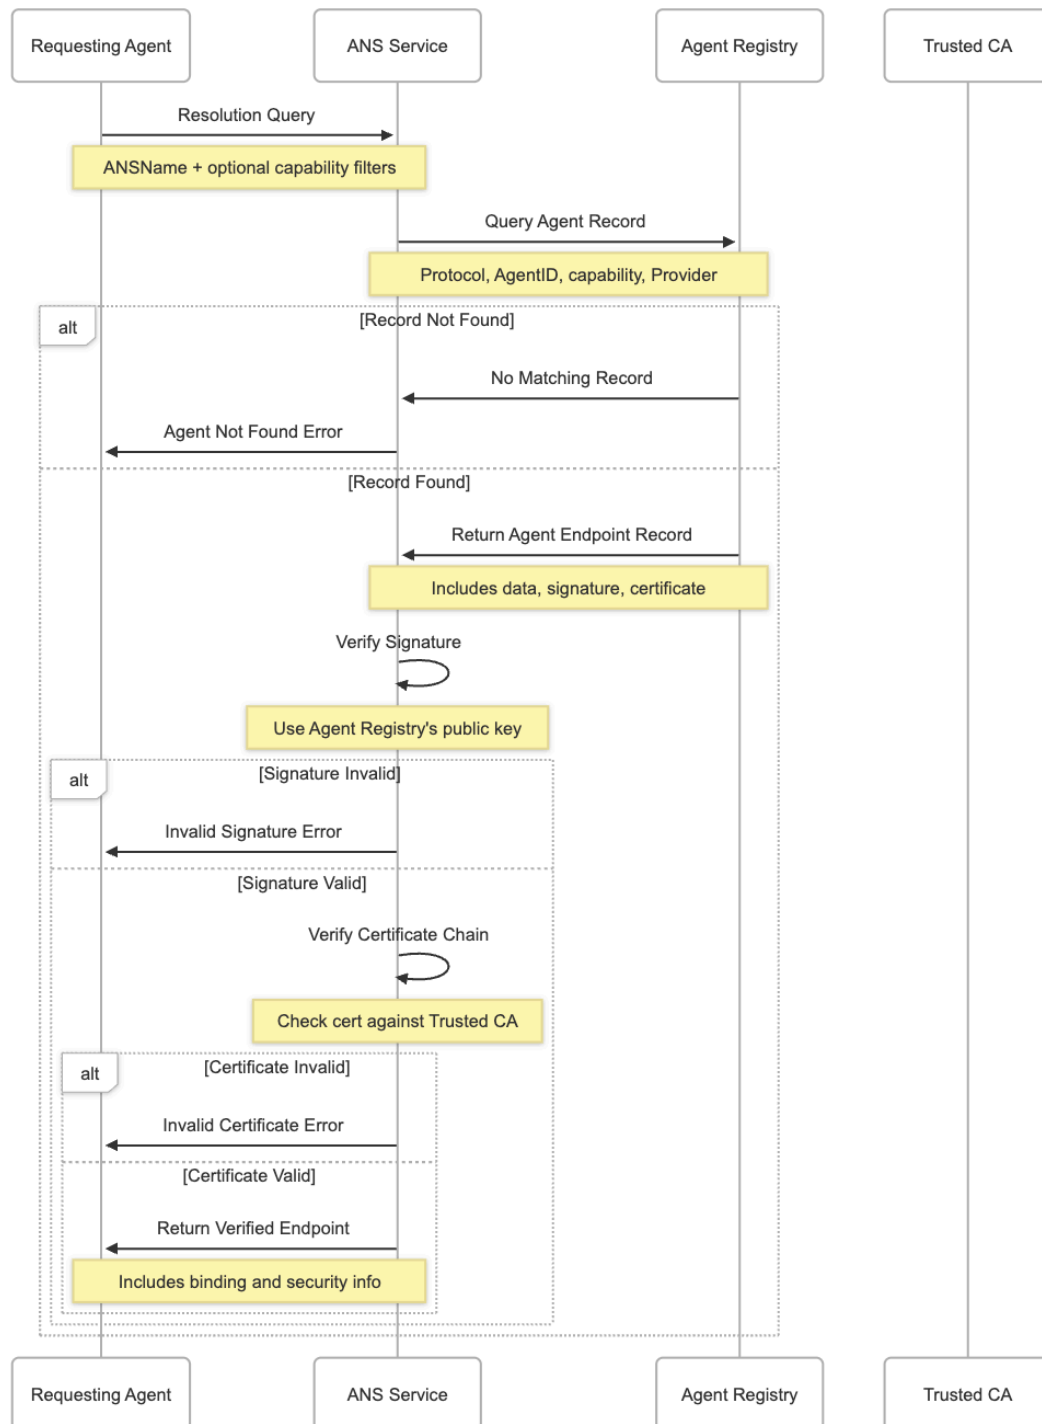 Requesting Agent
ANS Service
Agent Registry
Trusted CA
Resolution Query
ANSName + optional capability filters
Query Agent Record
Protocol, AgentID, capability, Provider
alt
[Record Not Found]
No Matching Record
Agent Not Found Error
[Record Found]
Return Agent Endpoint Record
Includes data, signature, certificate
Verify Signature
Use Agent Registry's public key
alt
[Signature Invalid]
Invalid Signature Error
[Signature Valid]
Verify Certificate Chain
Check cert against Trusted CA
alt
[Certificate Invalid]
Invalid Certificate Error
[Certificate Valid]
Return Verified Endpoint
Includes binding and security info
Requesting Agent
ANS Service
Agent Registry
Trusted CA